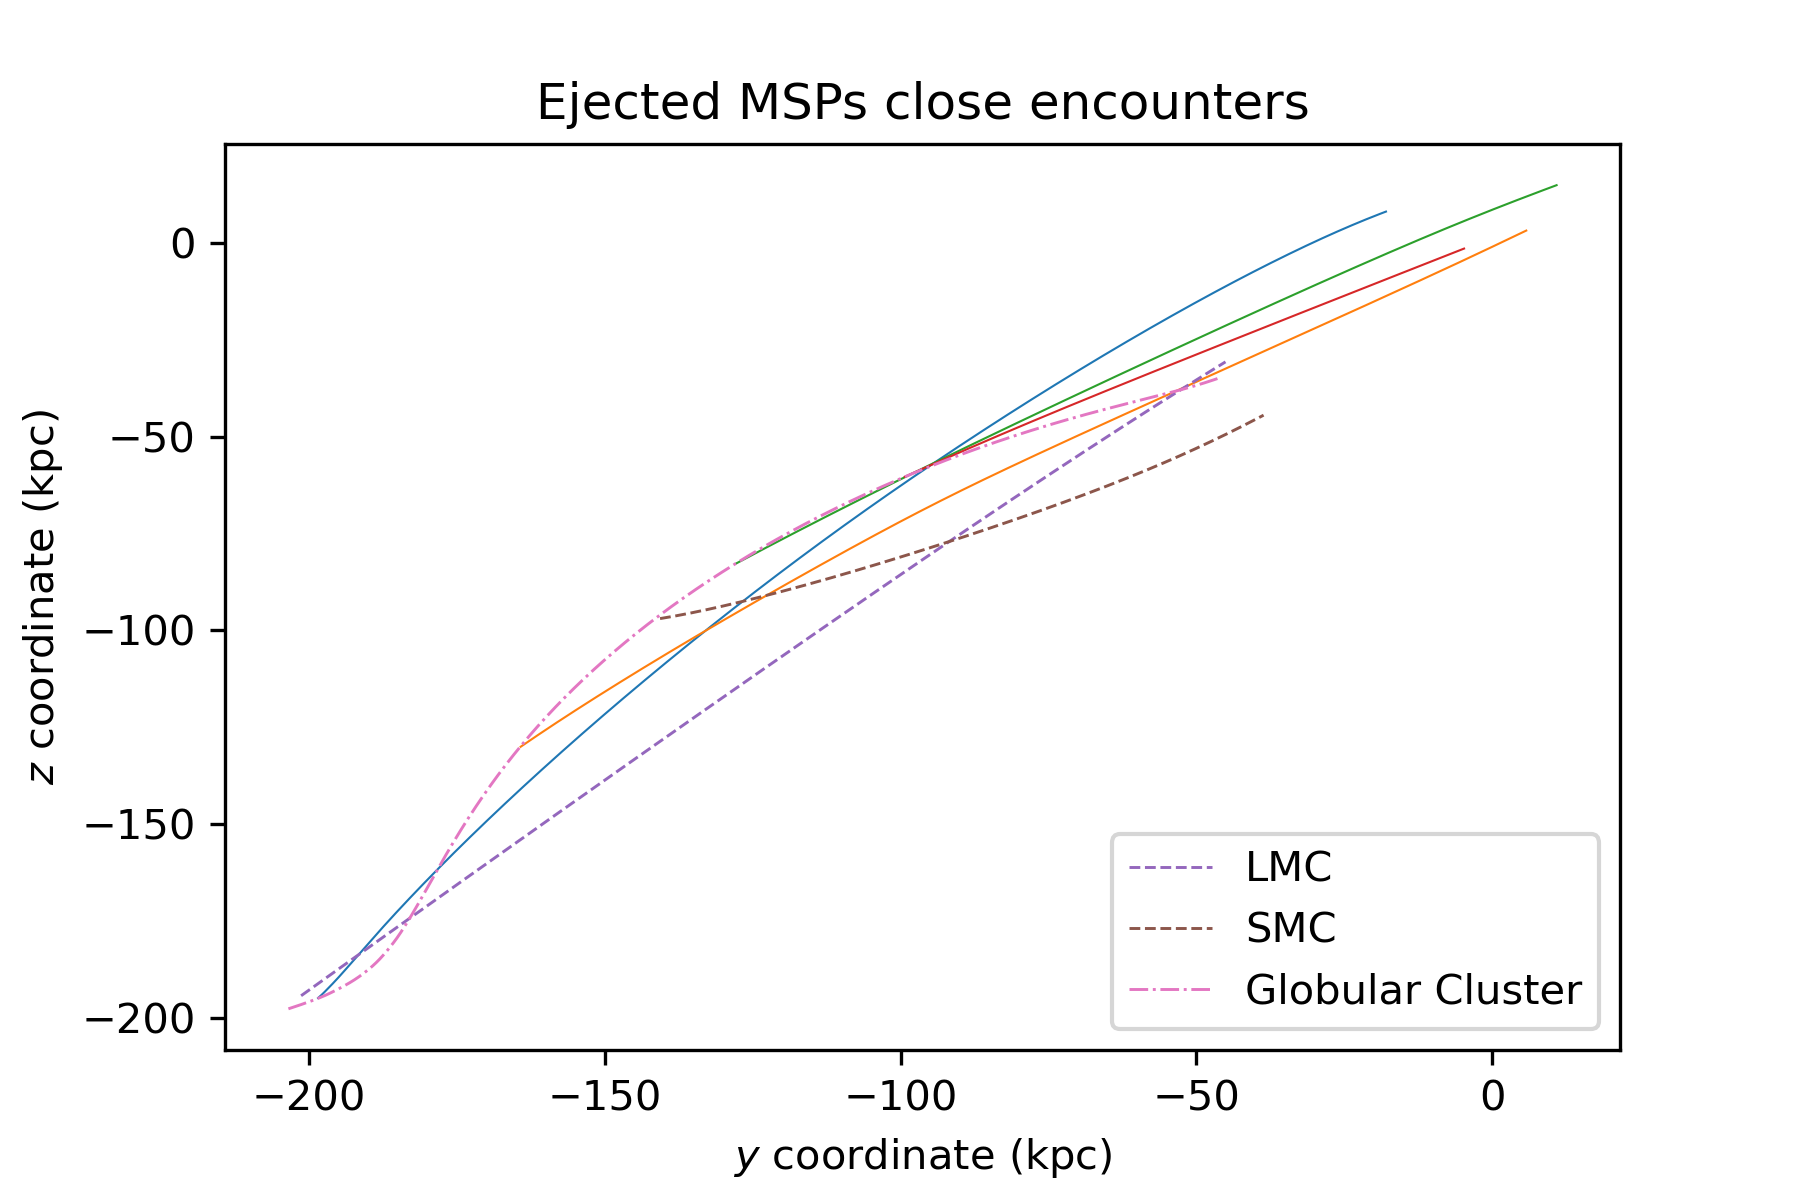 Ejected MSPs close encounters
0
−50
−100
−150
−200
z coordinate (kpc)
LMC
SMC
Globular Cluster
−200 −150 −100 −50 0
y coordinate (kpc)